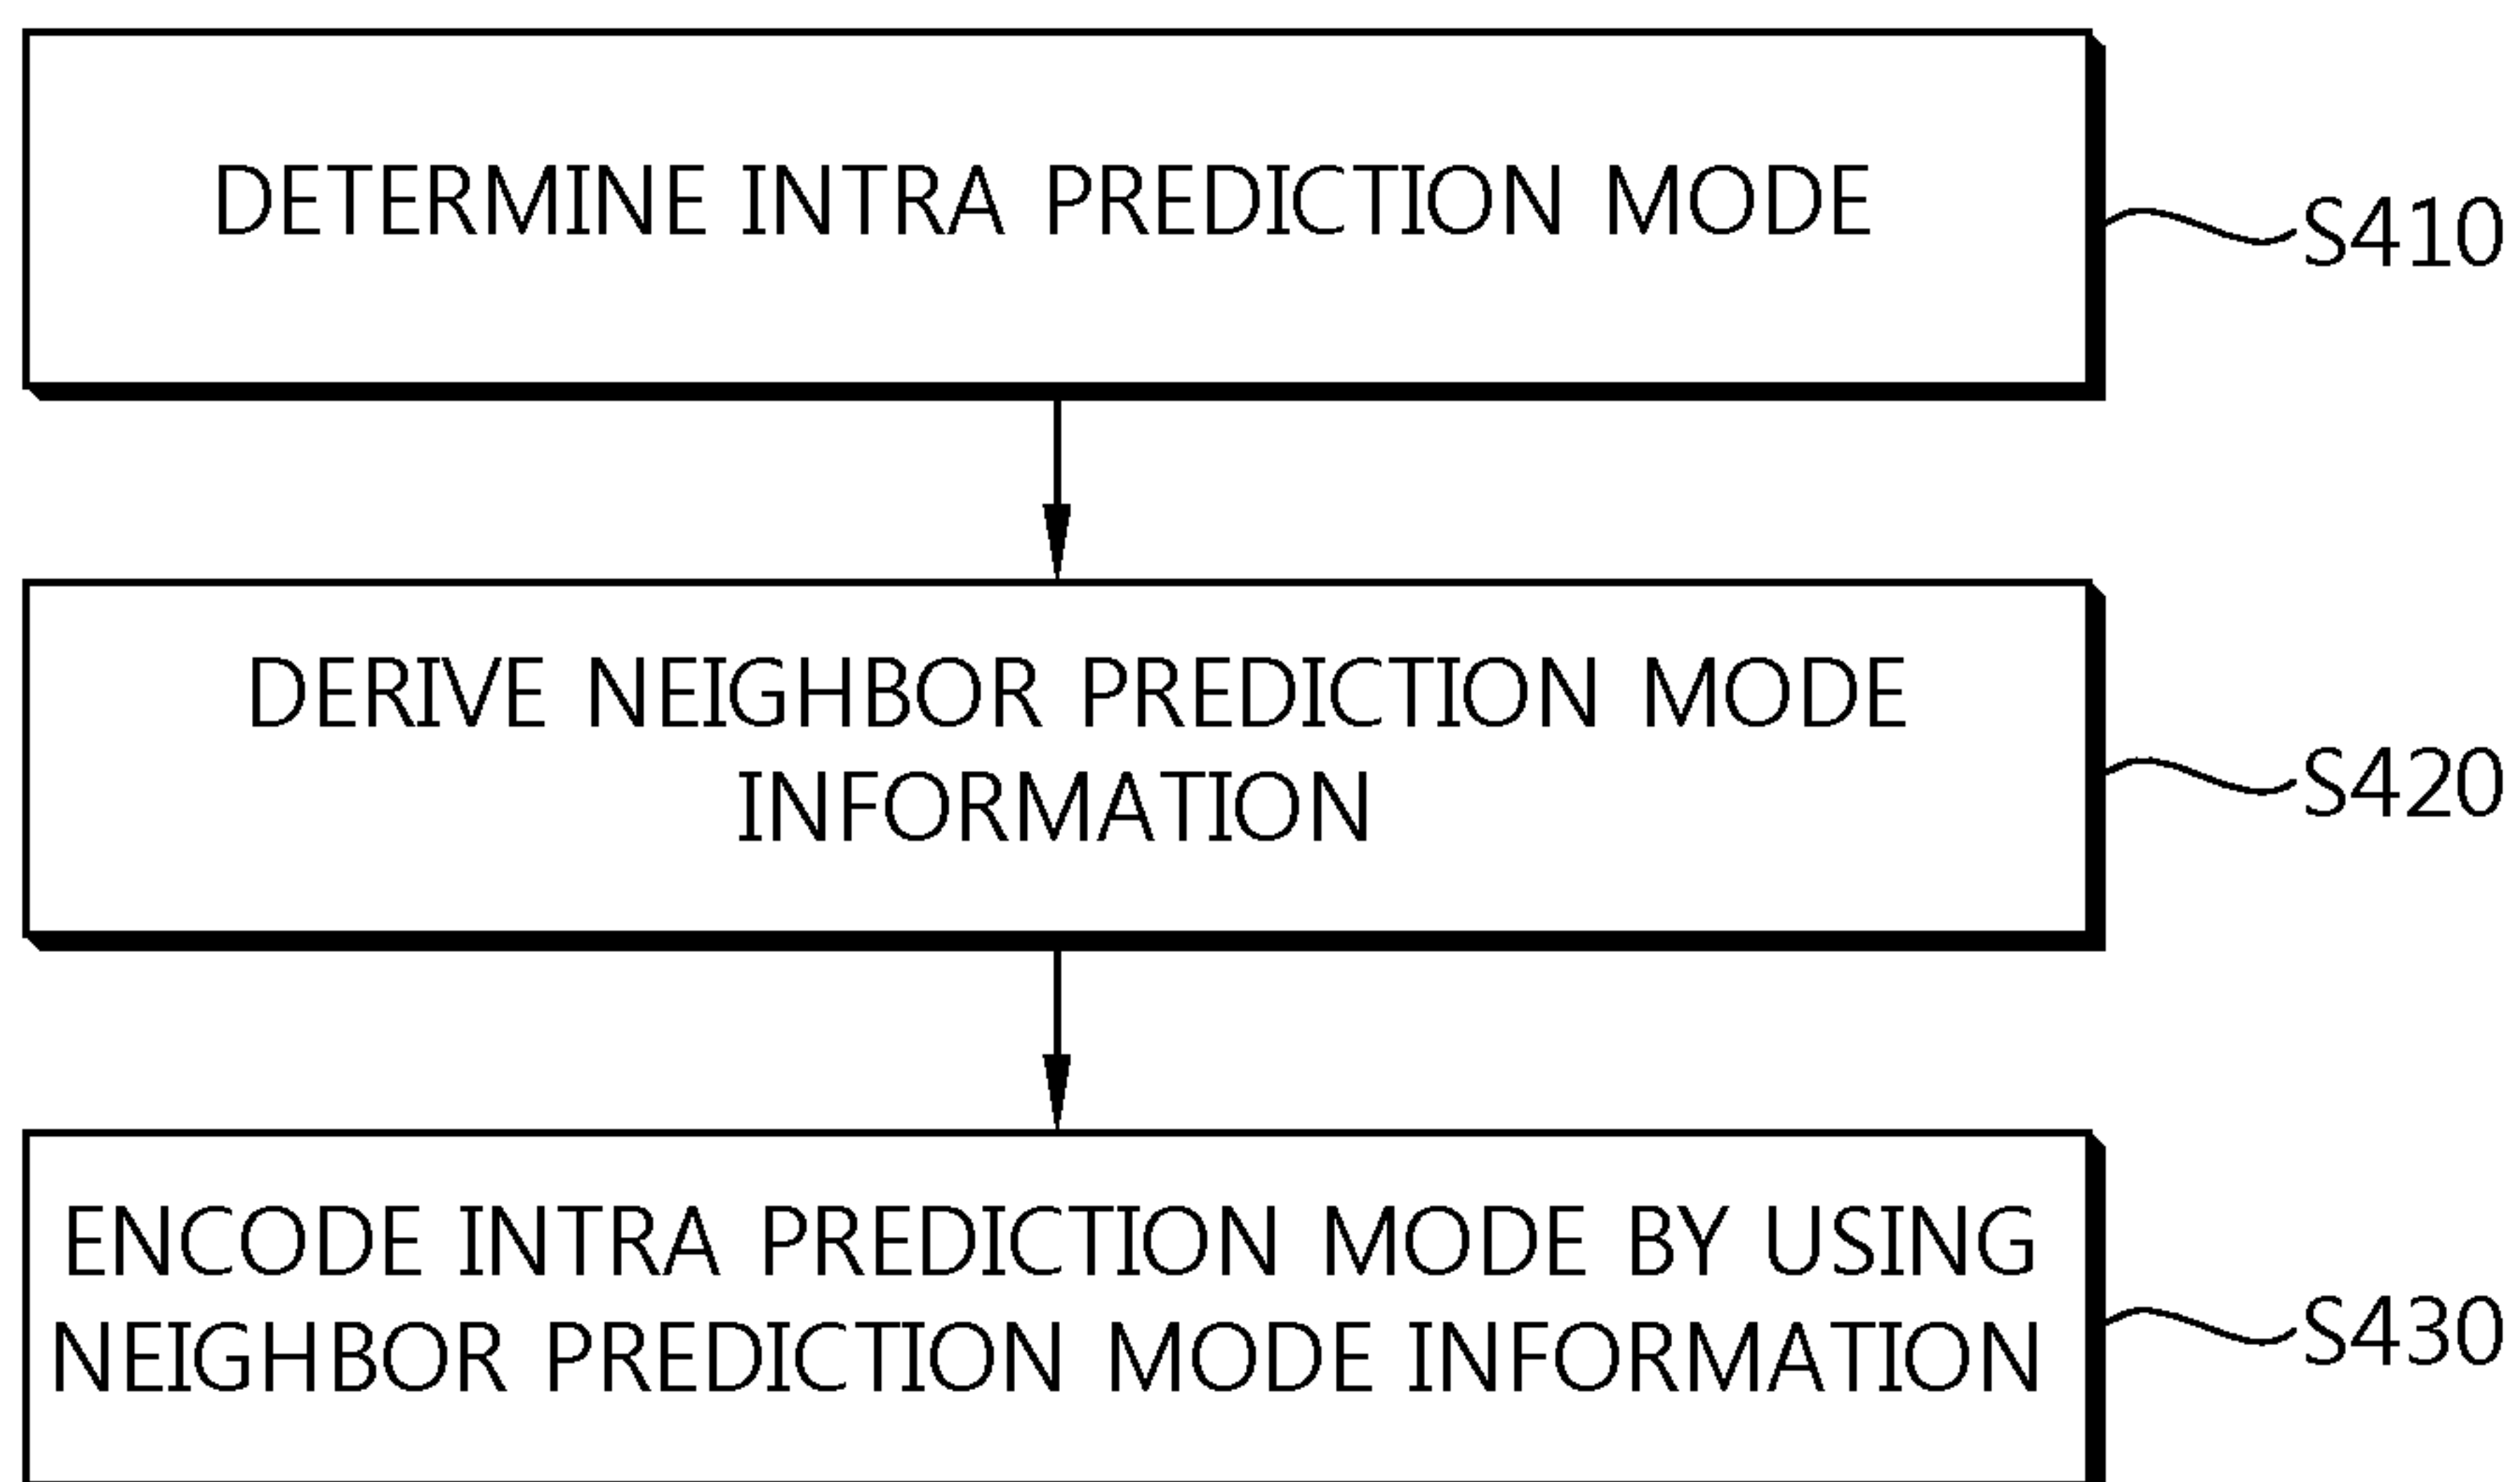 DETERMINE INTRA PREDICTION MODE
S410
DERIVE NEIGHBOR PREDICTION MODE
INFORMATION
S420
ENCODE INTRA PREDICTION MODE BY USING
NEIGHBOR PREDICTION MODE INFORMATION
S430